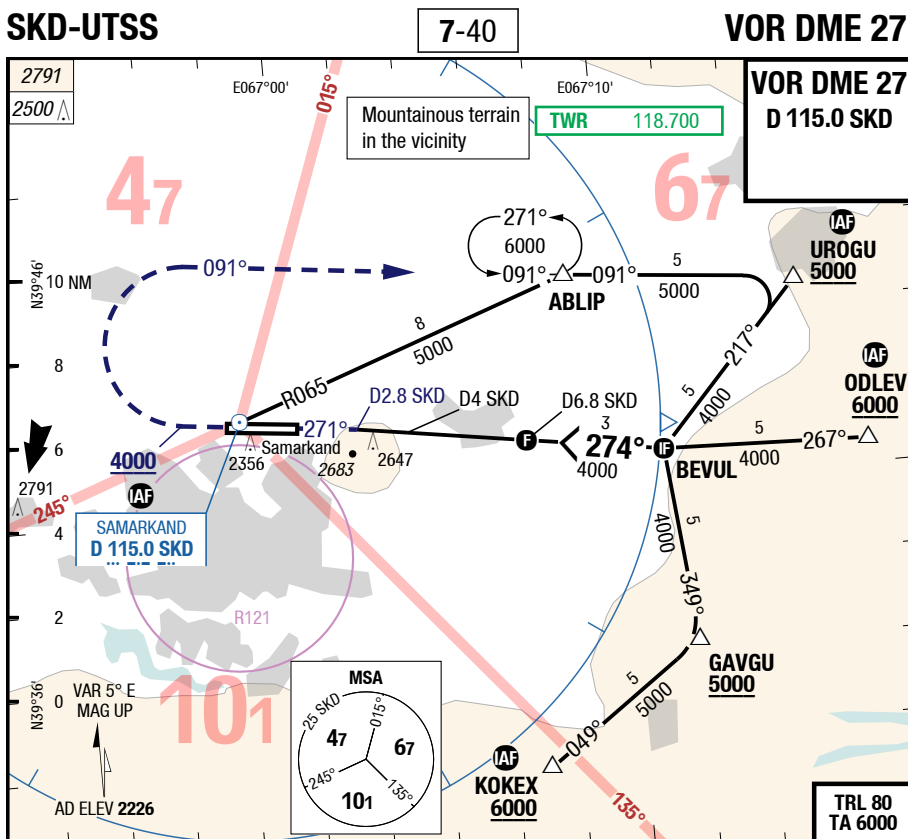 SKD-UTSS
7-40
VOR DME 27
2791
2500
E067°00'
E067°10'
015°
Mountainous terrain
in the vicinity
TWR 118.700
VOR DME 27
D 115.0 SKD
47
67
271°
6000
091°
IAF
UROGU
5000
N39°46'
10 NM
091°
091°
5
5000
ABLIP
8
5000
217°
5
4000
8
R065
D2.8 SKD
D4 SKD
D6.8 SKD
IAF
ODLEV
6000
271°
F
3
274°
4000
IF
BEVUL
5
4000
267°
6
4000
2356
Samarkand
2683
2647
2791
245°
IAF
SAMARKAND
D 115.0 SKD
5
4000
4
349°
2
R121
GAVGU
5000
N39°36'
0
VAR 5° E
MAG UP
101
MSA
25 SKD
015°
47
67
245°
135°
101
5
5000
049°
IAF
KOKEX
6000
135°
AD ELEV 2226
TRL 80
TA 6000